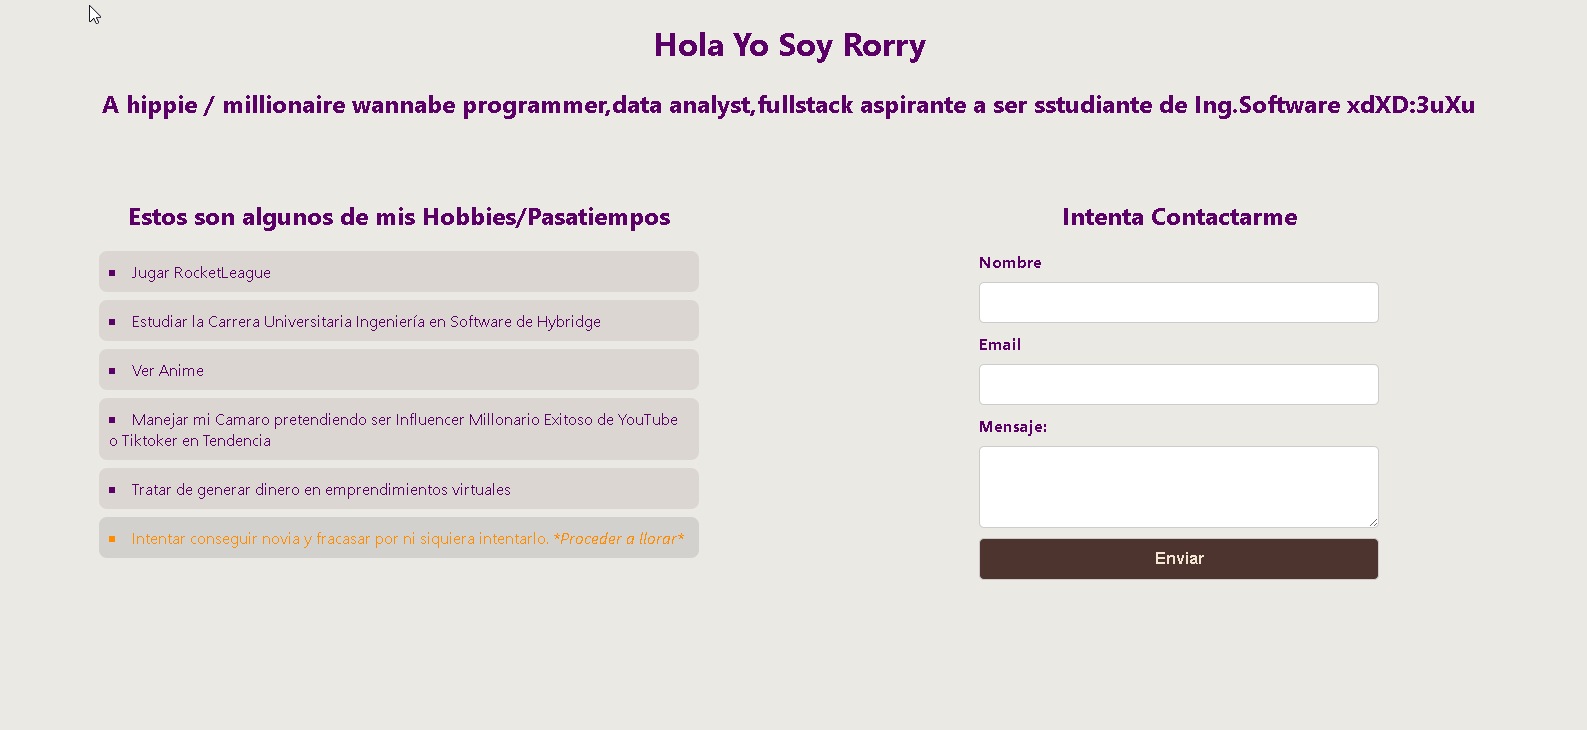 Hola Yo Soy Rorry
A hippie / millionaire wannabe programmer,data analyst,fullstack aspirante a ser sstudiante de Ing.Software xdXD:3uXu
Estos son algunos de mis Hobbies/Pasatiempos
Jugar RocketLeague
Estudiar la Carrera Universitaria Ingeniería en Software de Hybridge
Ver Anime
Manejar mi Camaro pretendiendo ser Influencer Millonario Exitoso de YouTube
o Tiktoker en Tendencia
Tratar de generar dinero en emprendimientos virtuales
Intentar conseguir novia y fracasar por ni siquiera intentarlo. *Proceder a llorar*
Intenta Contactarme
Nombre
Email
Mensaje:
Enviar